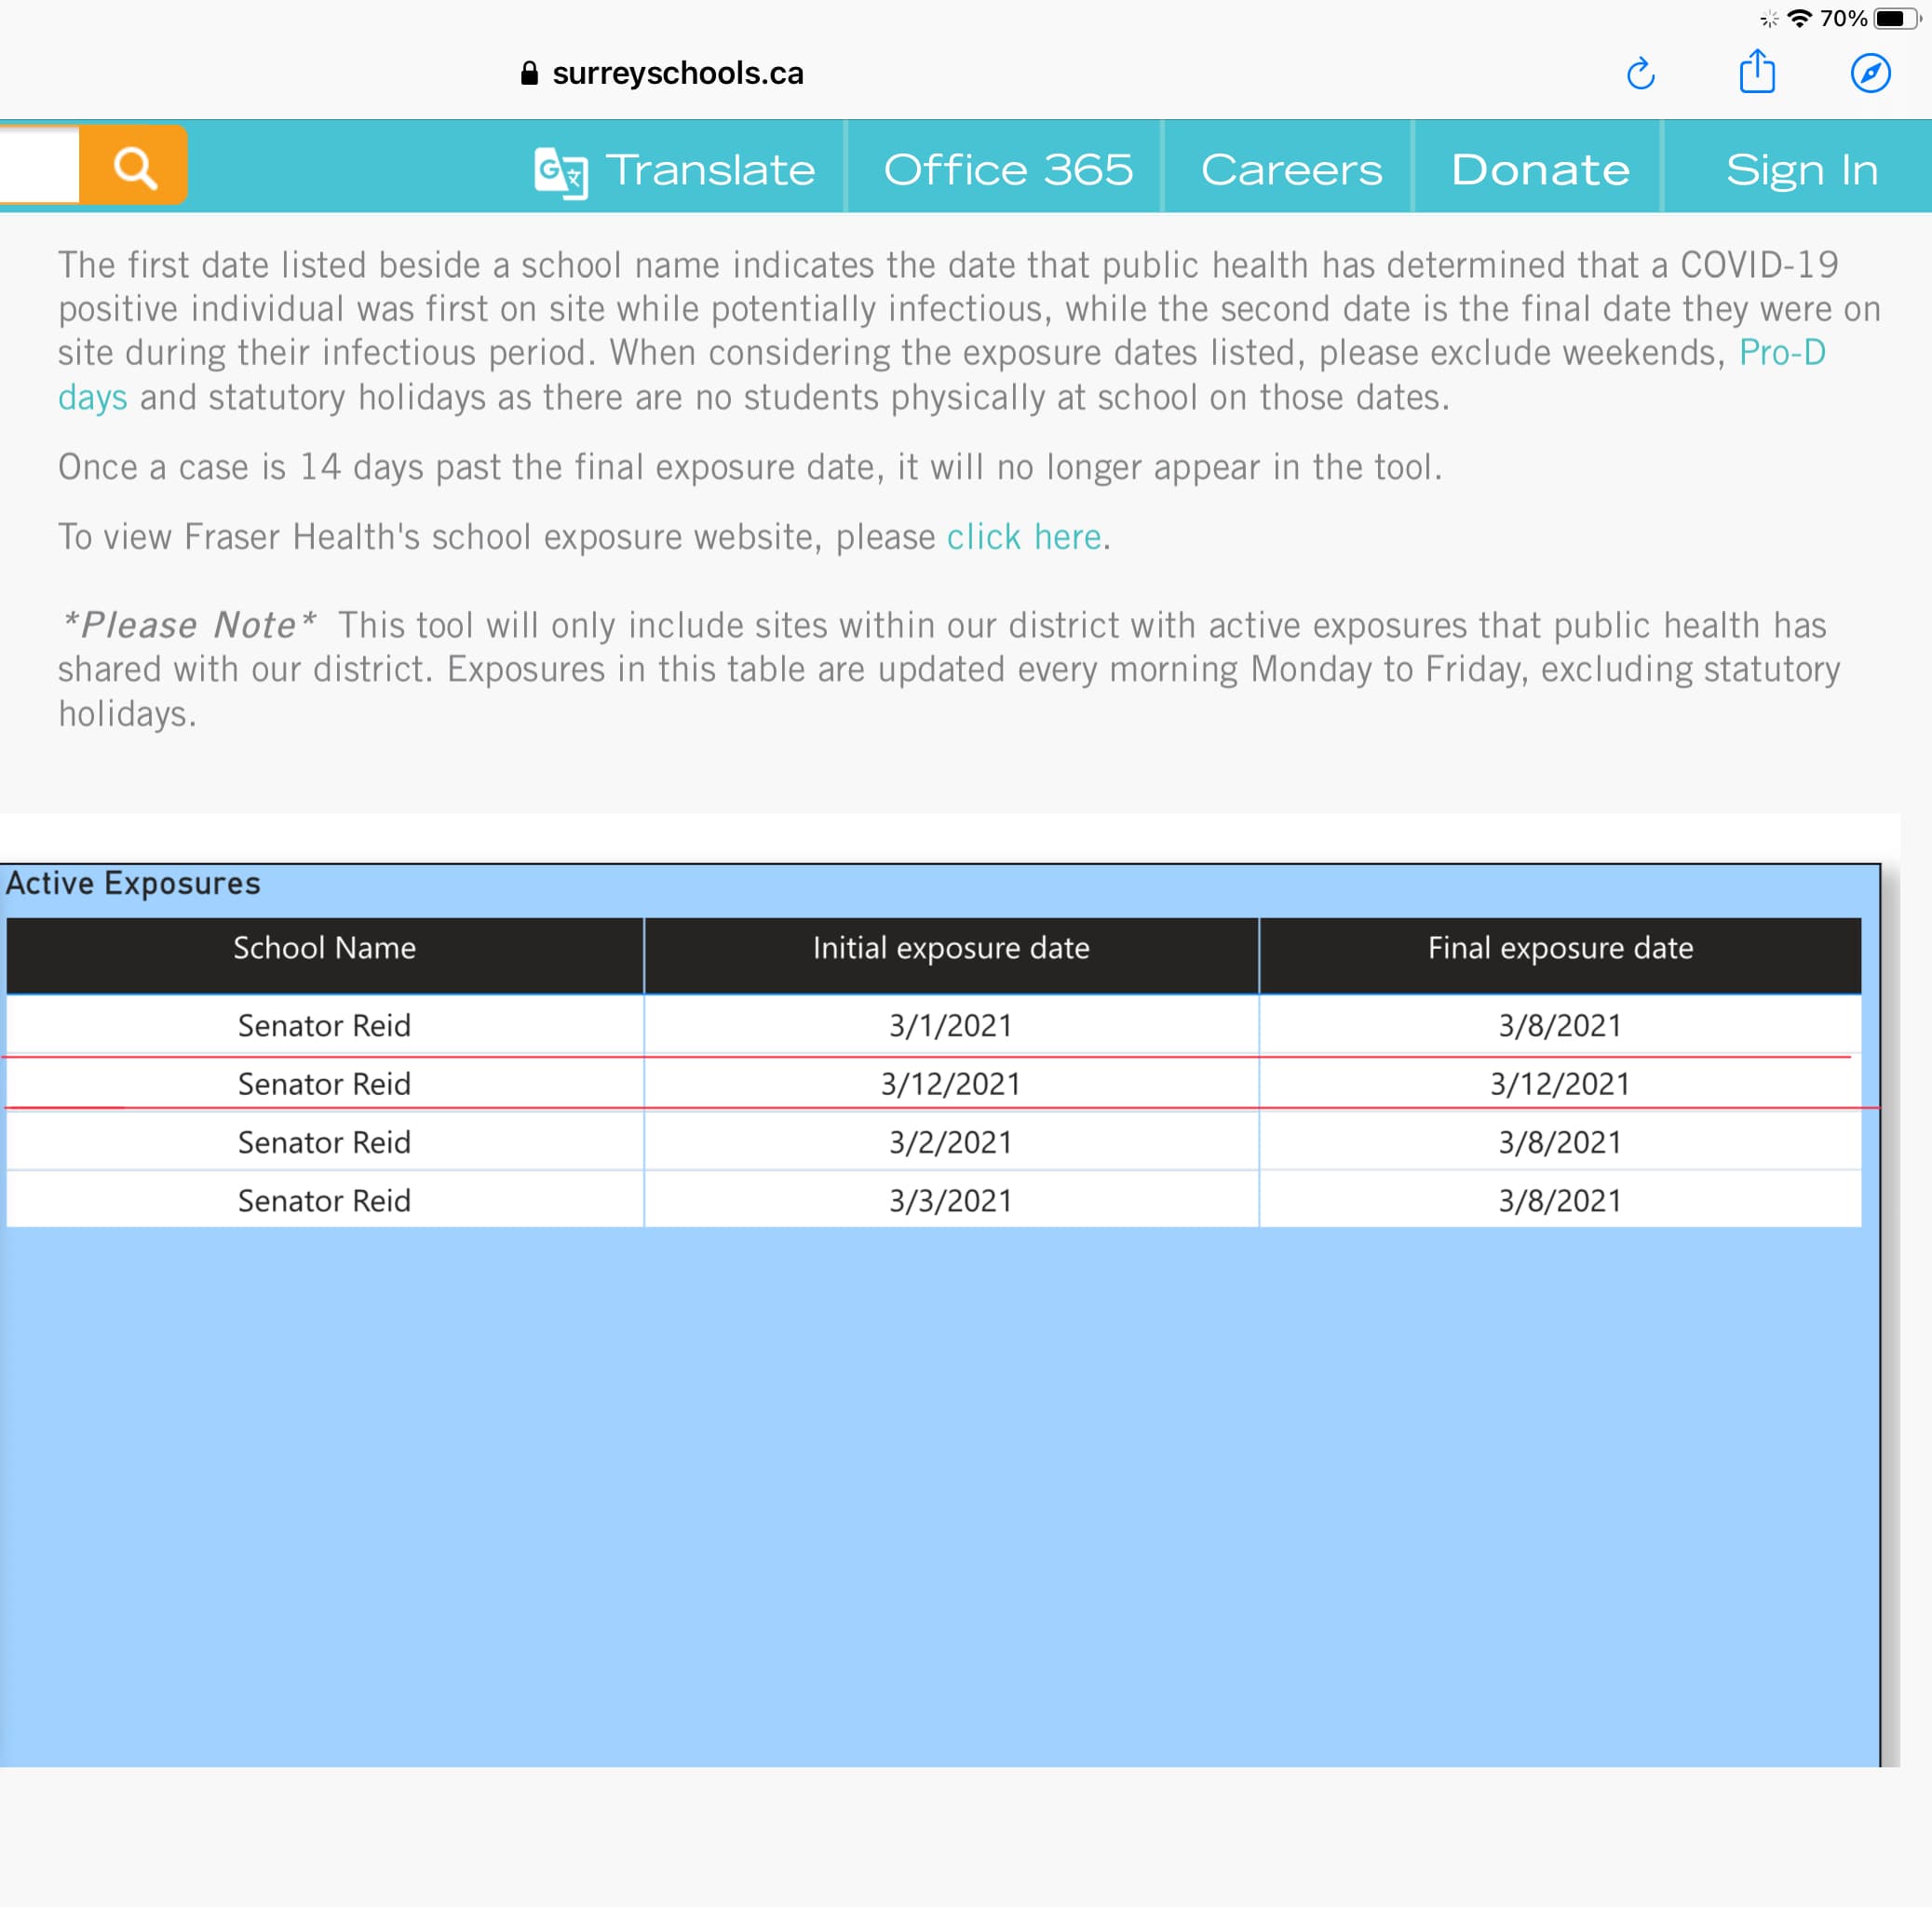 70%
surreyschools.ca
Translate Office 365 Careers Donate Sign In
The first date listed beside a school name indicates the date that public health has determined that a COVID-19
positive individual was first on site while potentially infectious, while the second date is the final date they were on
site during their infectious period. When considering the exposure dates listed, please exclude weekends, Pro-D
days and statutory holidays as there are no students physically at school on those dates.
Once a case is 14 days past the final exposure date, it will no longer appear in the tool.
To view Fraser Health's school exposure website, please click here.
*Please Note* This tool will only include sites within our district with active exposures that public health has
shared with our district. Exposures in this table are updated every morning Monday to Friday, excluding statutory
holidays.
Active Exposures
School Name Initial exposure date Final exposure date
Senator Reid 3/1/2021 3/8/2021
Senator Reid 3/12/2021 3/12/2021
Senator Reid 3/2/2021 3/8/2021
Senator Reid 3/3/2021 3/8/2021